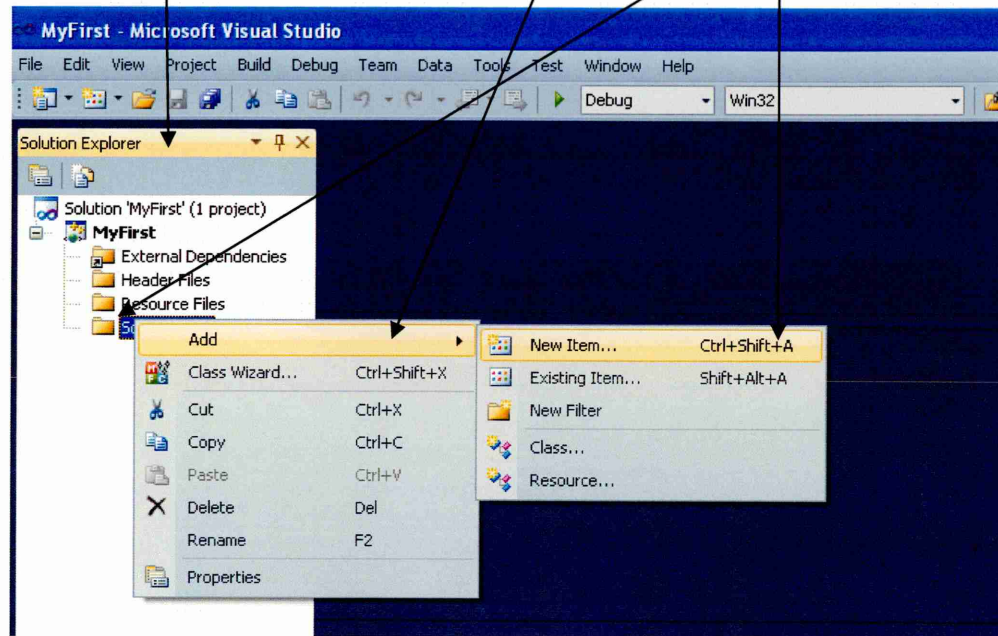 MyFirst - Microsoft Visual Studio
File Edit View Project Build Debug Team Data Tools Test Window Help
Debug Win32
Solution Explorer
Solution 'MyFirst' (1 project)
MyFirst
External Dependencies
Header Files
Resource Files
Add
Class Wizard... Ctrl+Shift+X
Cut Ctrl+X
Copy Ctrl+C
Paste Ctrl+V
Delete Del
Rename F2
Properties
New Item... Ctrl+Shift+A
Existing Item... Shift+Alt+A
New Filter
Class...
Resource...